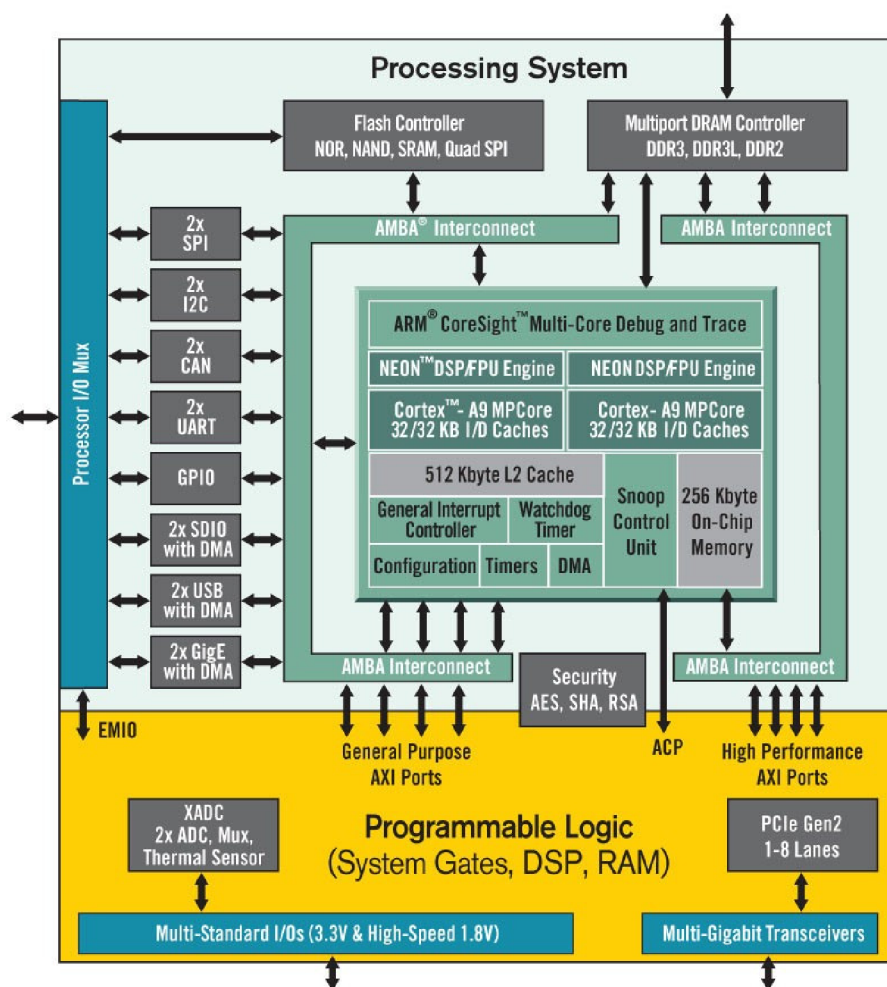 Processing System
Flash Controller
NOR, NAND, SRAM, Quad SPI
Multiport DRAM Controller
DDR3, DDR3L, DDR2
AMBA® Interconnect
AMBA Interconnect
Processor I/O Mux
2x
SPI
2x
I2C
2x
CAN
2x
UART
GPIO
2x SDIO
with DMA
2x USB
with DMA
2x GigE
with DMA
ARM® CoreSight™ Multi-Core Debug and Trace
NEON™ DSP/FPU Engine
NEON DSP/FPU Engine
Cortex™- A9 MPCore
32/32 KB I/D Caches
Cortex- A9 MPCore
32/32 KB I/D Caches
512 Kbyte L2 Cache
General Interrupt
Controller
Watchdog
Timer
Configuration
Timers
DMA
Snoop
Control
Unit
256 Kbyte
On-Chip
Memory
AMBA Interconnect
AMBA Interconnect
Security
AES, SHA, RSA
EMIO
General Purpose
AXI Ports
ACP
High Performance
AXI Ports
XADC
2x ADC, Mux,
Thermal Sensor
Programmable Logic
(System Gates, DSP, RAM)
PCIe Gen2
1-8 Lanes
Multi-Standard I/Os (3.3V & High-Speed 1.8V)
Multi-Gigabit Transceivers